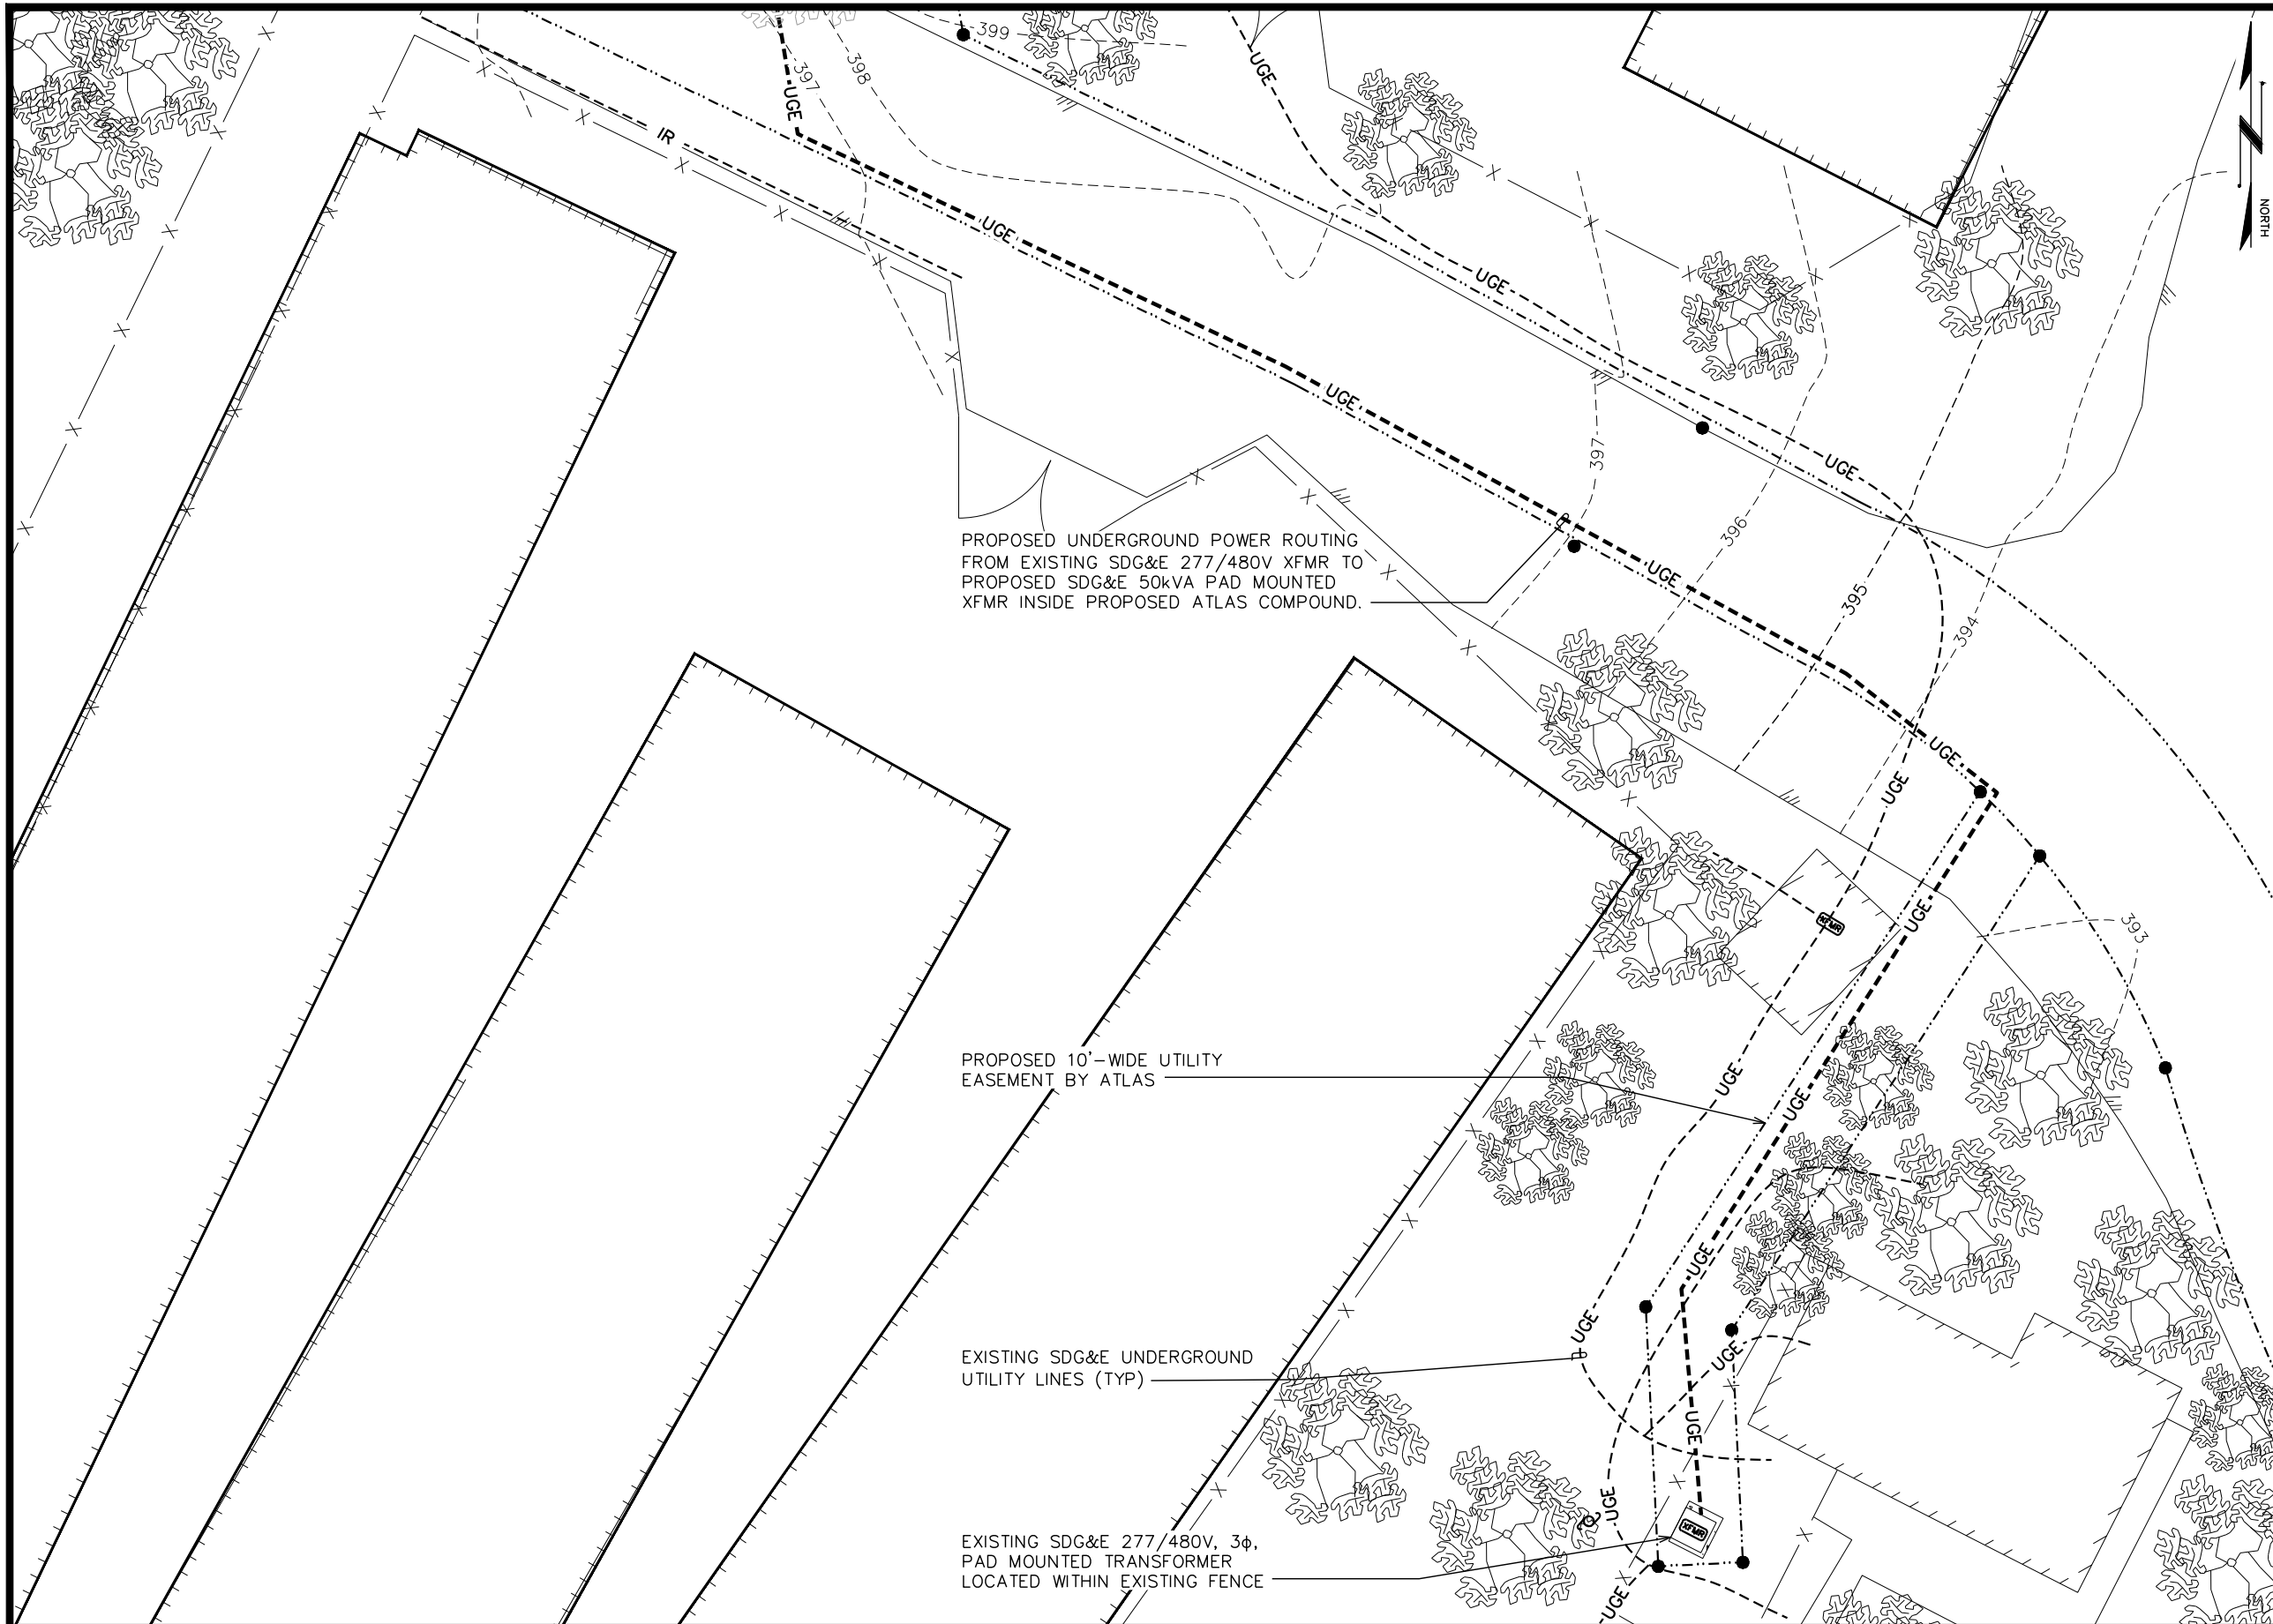 399
397
398
UGE
UGE
IR
NORTH
UGE
UGE
UGE
397
UGE
396
PROPOSED UNDERGROUND POWER ROUTING
FROM EXISTING SDG&E 277/480V XFMR TO
PROPOSED SDG&E 50kVA PAD MOUNTED
XFMR INSIDE PROPOSED ATLAS COMPOUND.
UGE
395
394
UGE
UGE
XFMR
UGE
393
PROPOSED 10'-WIDE UTILITY
EASEMENT BY ATLAS
UGE
UGE
UGE
UGE
UGE
EXISTING SDG&E UNDERGROUND
UTILITY LINES (TYP)
UGE
UGE
EXISTING SDG&E 277/480V, 3ϕ,
PAD MOUNTED TRANSFORMER
LOCATED WITHIN EXISTING FENCE
XFMR
UGE